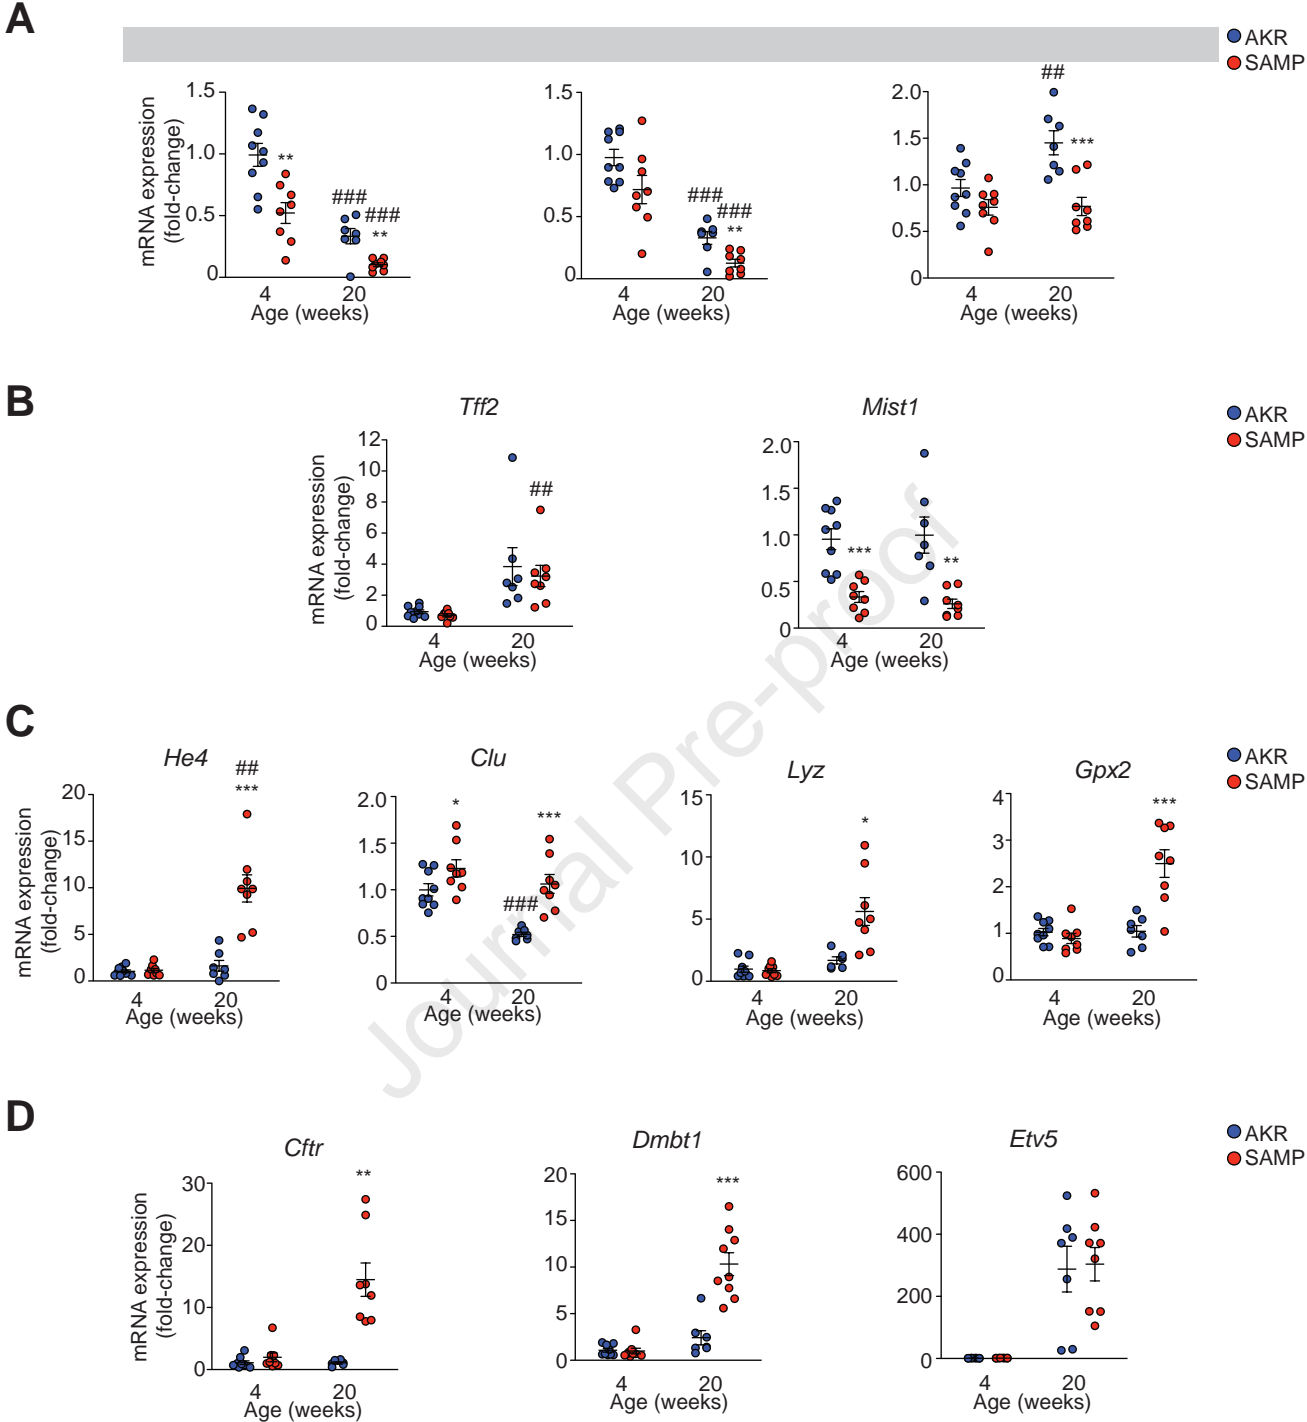 A
AKR
SAMP
mRNA expression
(fold-change)
1.5
1.0
0.5
0
**
###
###
**
4 20
Age (weeks)
1.5
1.0
0.5
0
###
###
**
4 20
Age (weeks)
2.0
1.5
1.0
0.5
0
##
***
4 20
Age (weeks)
B
AKR
SAMP
Tff2
mRNA expression
(fold-change)
12
10
8
6
4
2
0
##
4 20
Age (weeks)
Mist1
2.0
1.5
1.0
0.5
0
***
**
4 20
Age (weeks)
Journal Pre-proof
C
AKR
SAMP
He4
mRNA expression
(fold-change)
20
15
10
5
0
##
***
4 20
Age (weeks)
Clu
2.0
1.5
1.0
0.5
0
*
###
***
4 20
Age (weeks)
Lyz
15
10
5
0
*
4 20
Age (weeks)
Gpx2
4
3
2
1
0
***
4 20
Age (weeks)
D
AKR
SAMP
Cftr
mRNA expression
(fold-change)
30
20
10
0
**
4 20
Age (weeks)
Dmbt1
20
15
10
5
0
***
4 20
Age (weeks)
Etv5
600
400
200
0
4 20
Age (weeks)